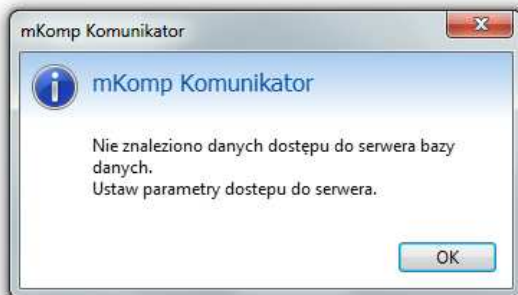 mKomp Komunikator
mKomp Komunikator
Nie znaleziono danych dostępu do serwera bazy
danych.
Ustaw parametry dostepu do serwera.
OK